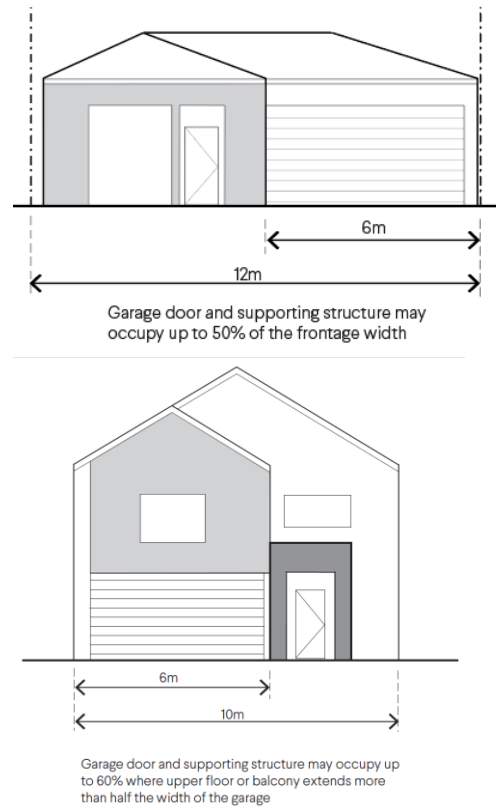 6m
12m
Garage door and supporting structure may
occupy up to 50% of the frontage width
6m
10m
Garage door and supporting structure may occupy up
to 60% where upper floor or balcony extends more
than half the width of the garage